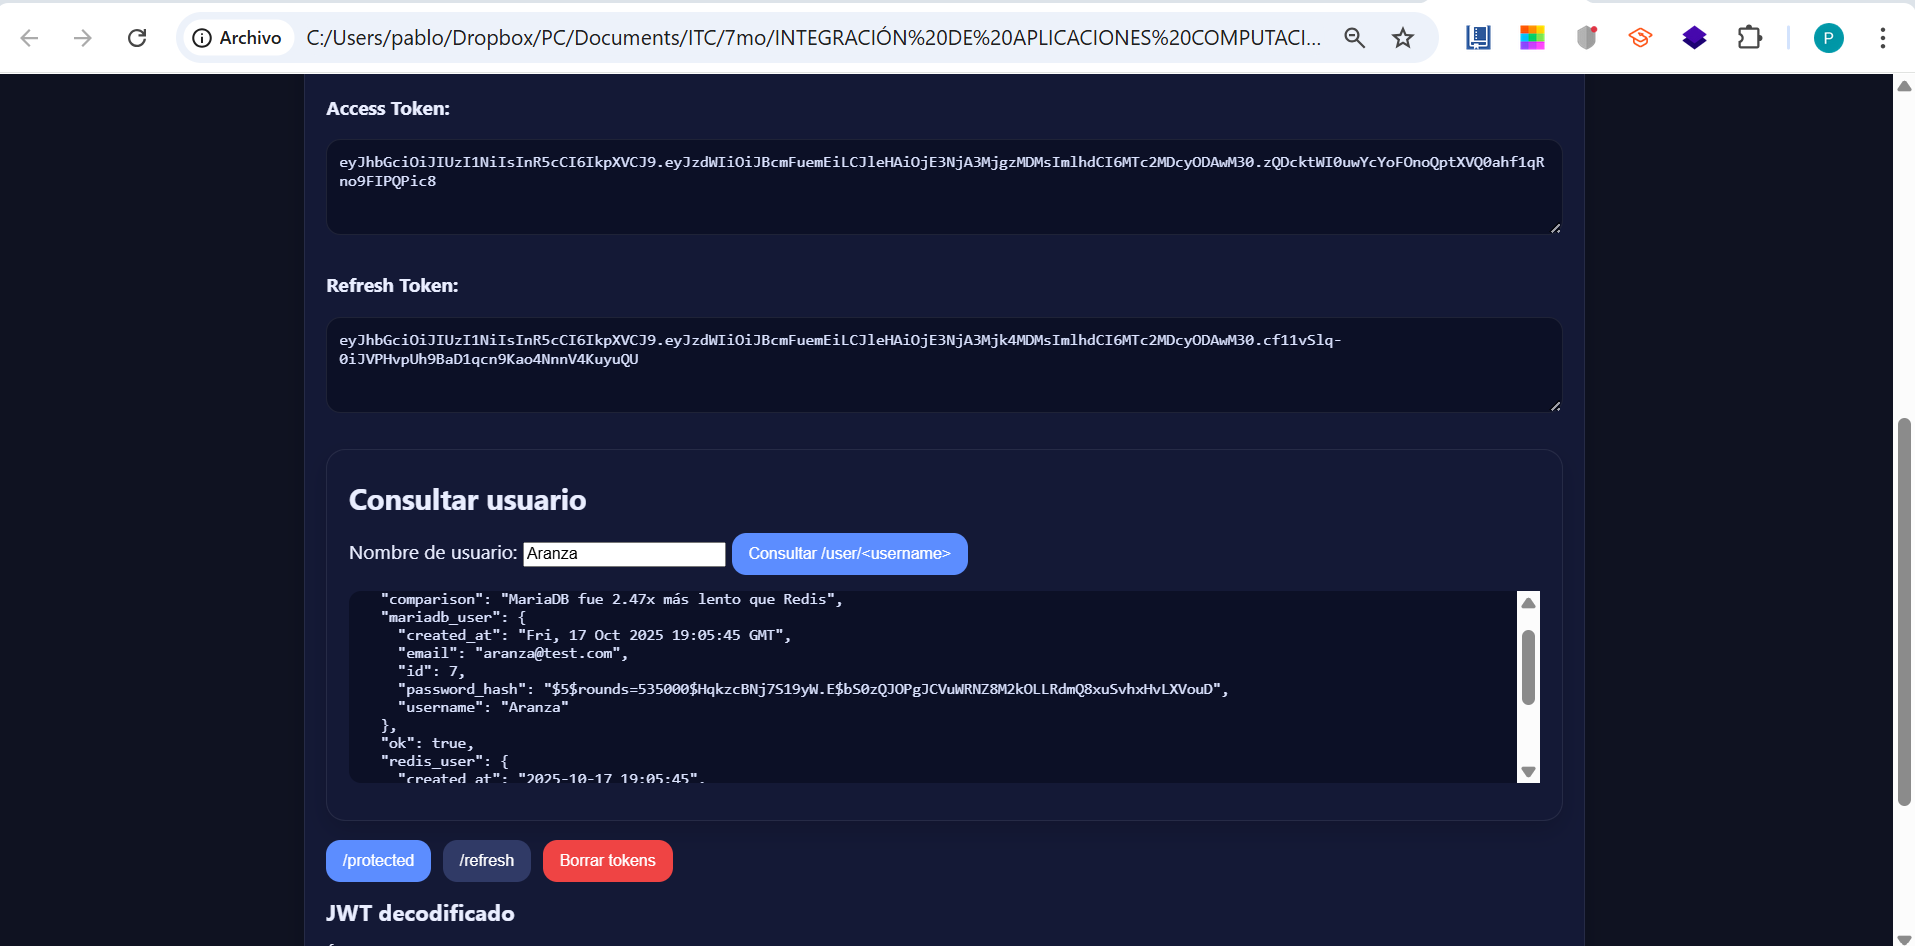 Archivo
C:/Users/pablo/Dropbox/PC/Documents/ITC/7mo/INTEGRACIÓN%20DE%20APLICACIONES%20COMPUTACI...
P
Access Token:
eyJhbGciOiJIUzI1NiIsInR5cCI6IkpXVCJ9.eyJzdWIiOiJBcmFuemEiLCJleHAiOjE3NjA3MjgzMDMsImlhdCI6MTc2MDcyODAwM30.zQDcktWI0uwYcYoFOnoQptXVQ0ahf1qR
no9FIPQPic8
Refresh Token:
eyJhbGciOiJIUzI1NiIsInR5cCI6IkpXVCJ9.eyJzdWIiOiJBcmFuemEiLCJleHAiOjE3NjA3Mjk4MDMsImlhdCI6MTc2MDcyODAwM30.cf11vSlq-
0iJVPHvpUh9BaD1qcn9Kao4NnnV4KuyuQU
Consultar usuario
Nombre de usuario: Aranza Consultar /user/<username>
"comparison": "MariaDB fue 2.47x más lento que Redis",
"mariadb_user": {
"created_at": "Fri, 17 Oct 2025 19:05:45 GMT",
"email": "aranza@test.com",
"id": 7,
"password_hash": "$5$rounds=535000$HqkzcBNj7S19yW.E$bS0zQJOPgJCVuWRNZ8M2kOLLRdmQ8xuSvhxHvLXVouD",
"username": "Aranza"
},
"ok": true,
"redis_user": {
"created_at": "2025-10-17 19:05:45",
/protected /refresh Borrar tokens
JWT decodificado